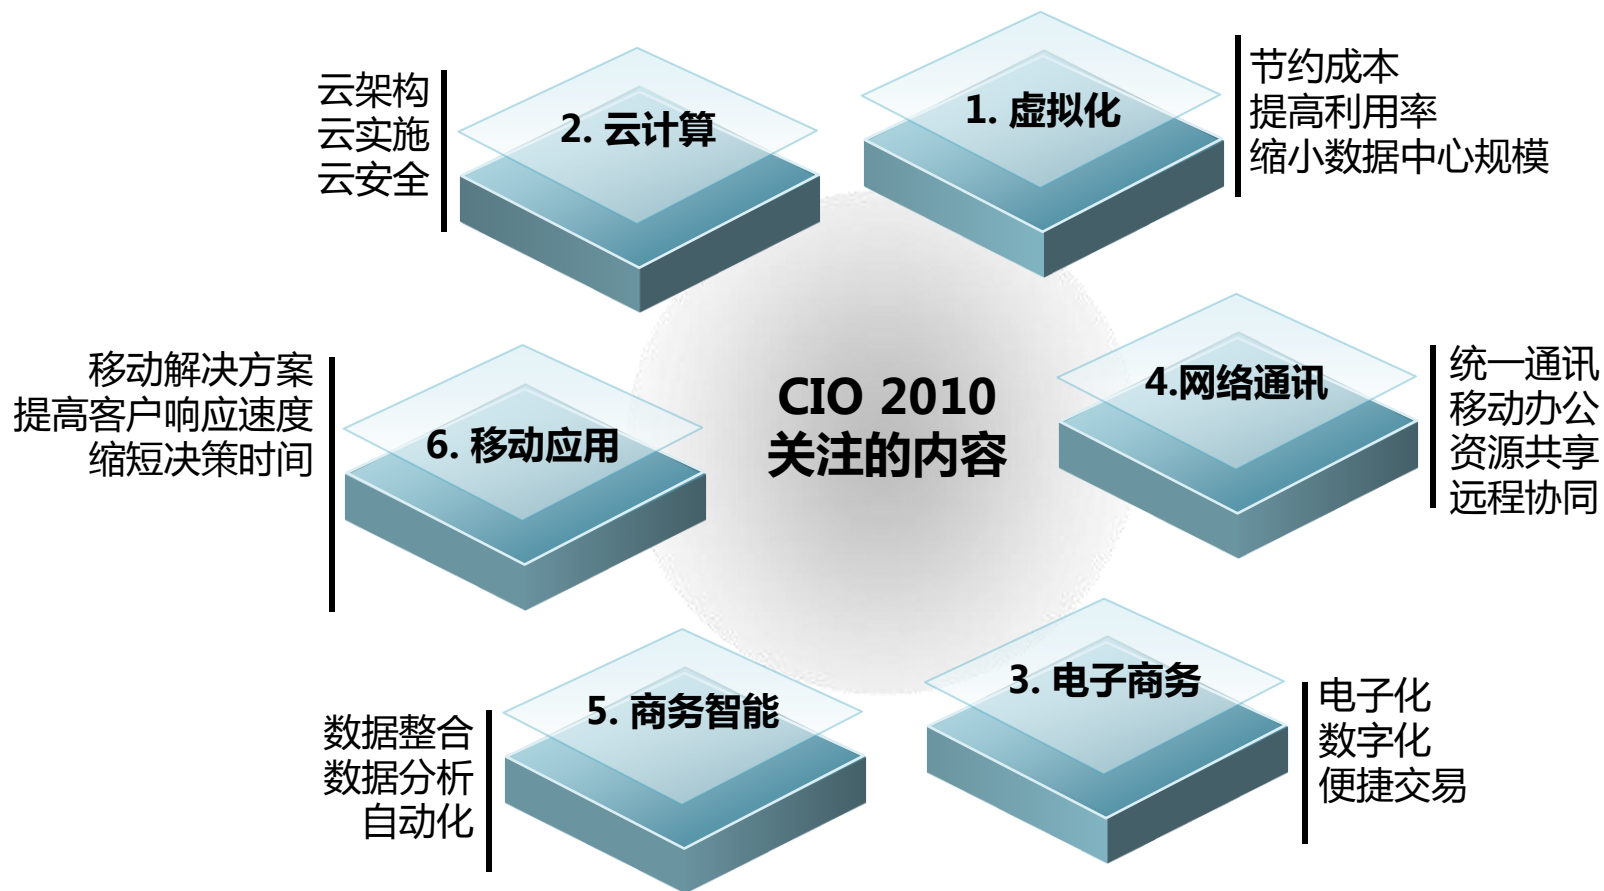 CIO 2010
关注的内容
1. 虚拟化
节约成本
提高利用率
缩小数据中心规模
2. 云计算
云架构
云实施
云安全
4.网络通讯
统一通讯
移动办公
资源共享
远程协同
6. 移动应用
移动解决方案
提高客户响应速度
缩短决策时间
3. 电子商务
电子化
数字化
便捷交易
5. 商务智能
数据整合
数据分析
自动化